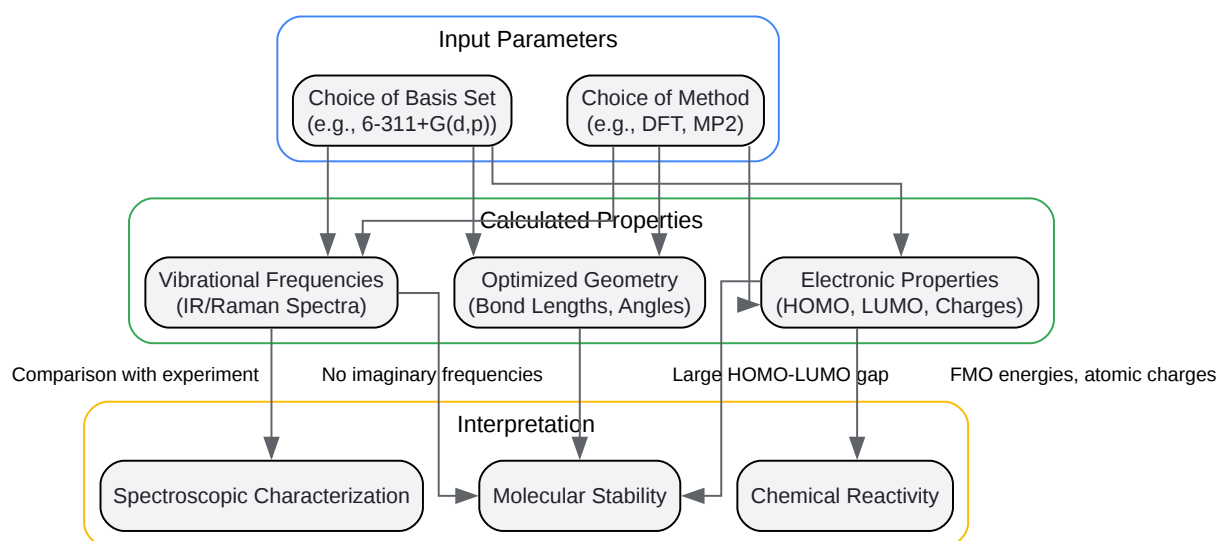 Input Parameters
Choice of Basis Set
(e.g., 6-311+G(d,p))
Choice of Method
(e.g., DFT, MP2)
Calculated Properties
Vibrational Frequencies
(IR/Raman Spectra)
Optimized Geometry
(Bond Lengths, Angles)
Electronic Properties
(HOMO, LUMO, Charges)
Comparison with experiment
No imaginary frequencies
Large HOMO-LUMO gap
FMO energies, atomic charges
Interpretation
Spectroscopic Characterization
Molecular Stability
Chemical Reactivity